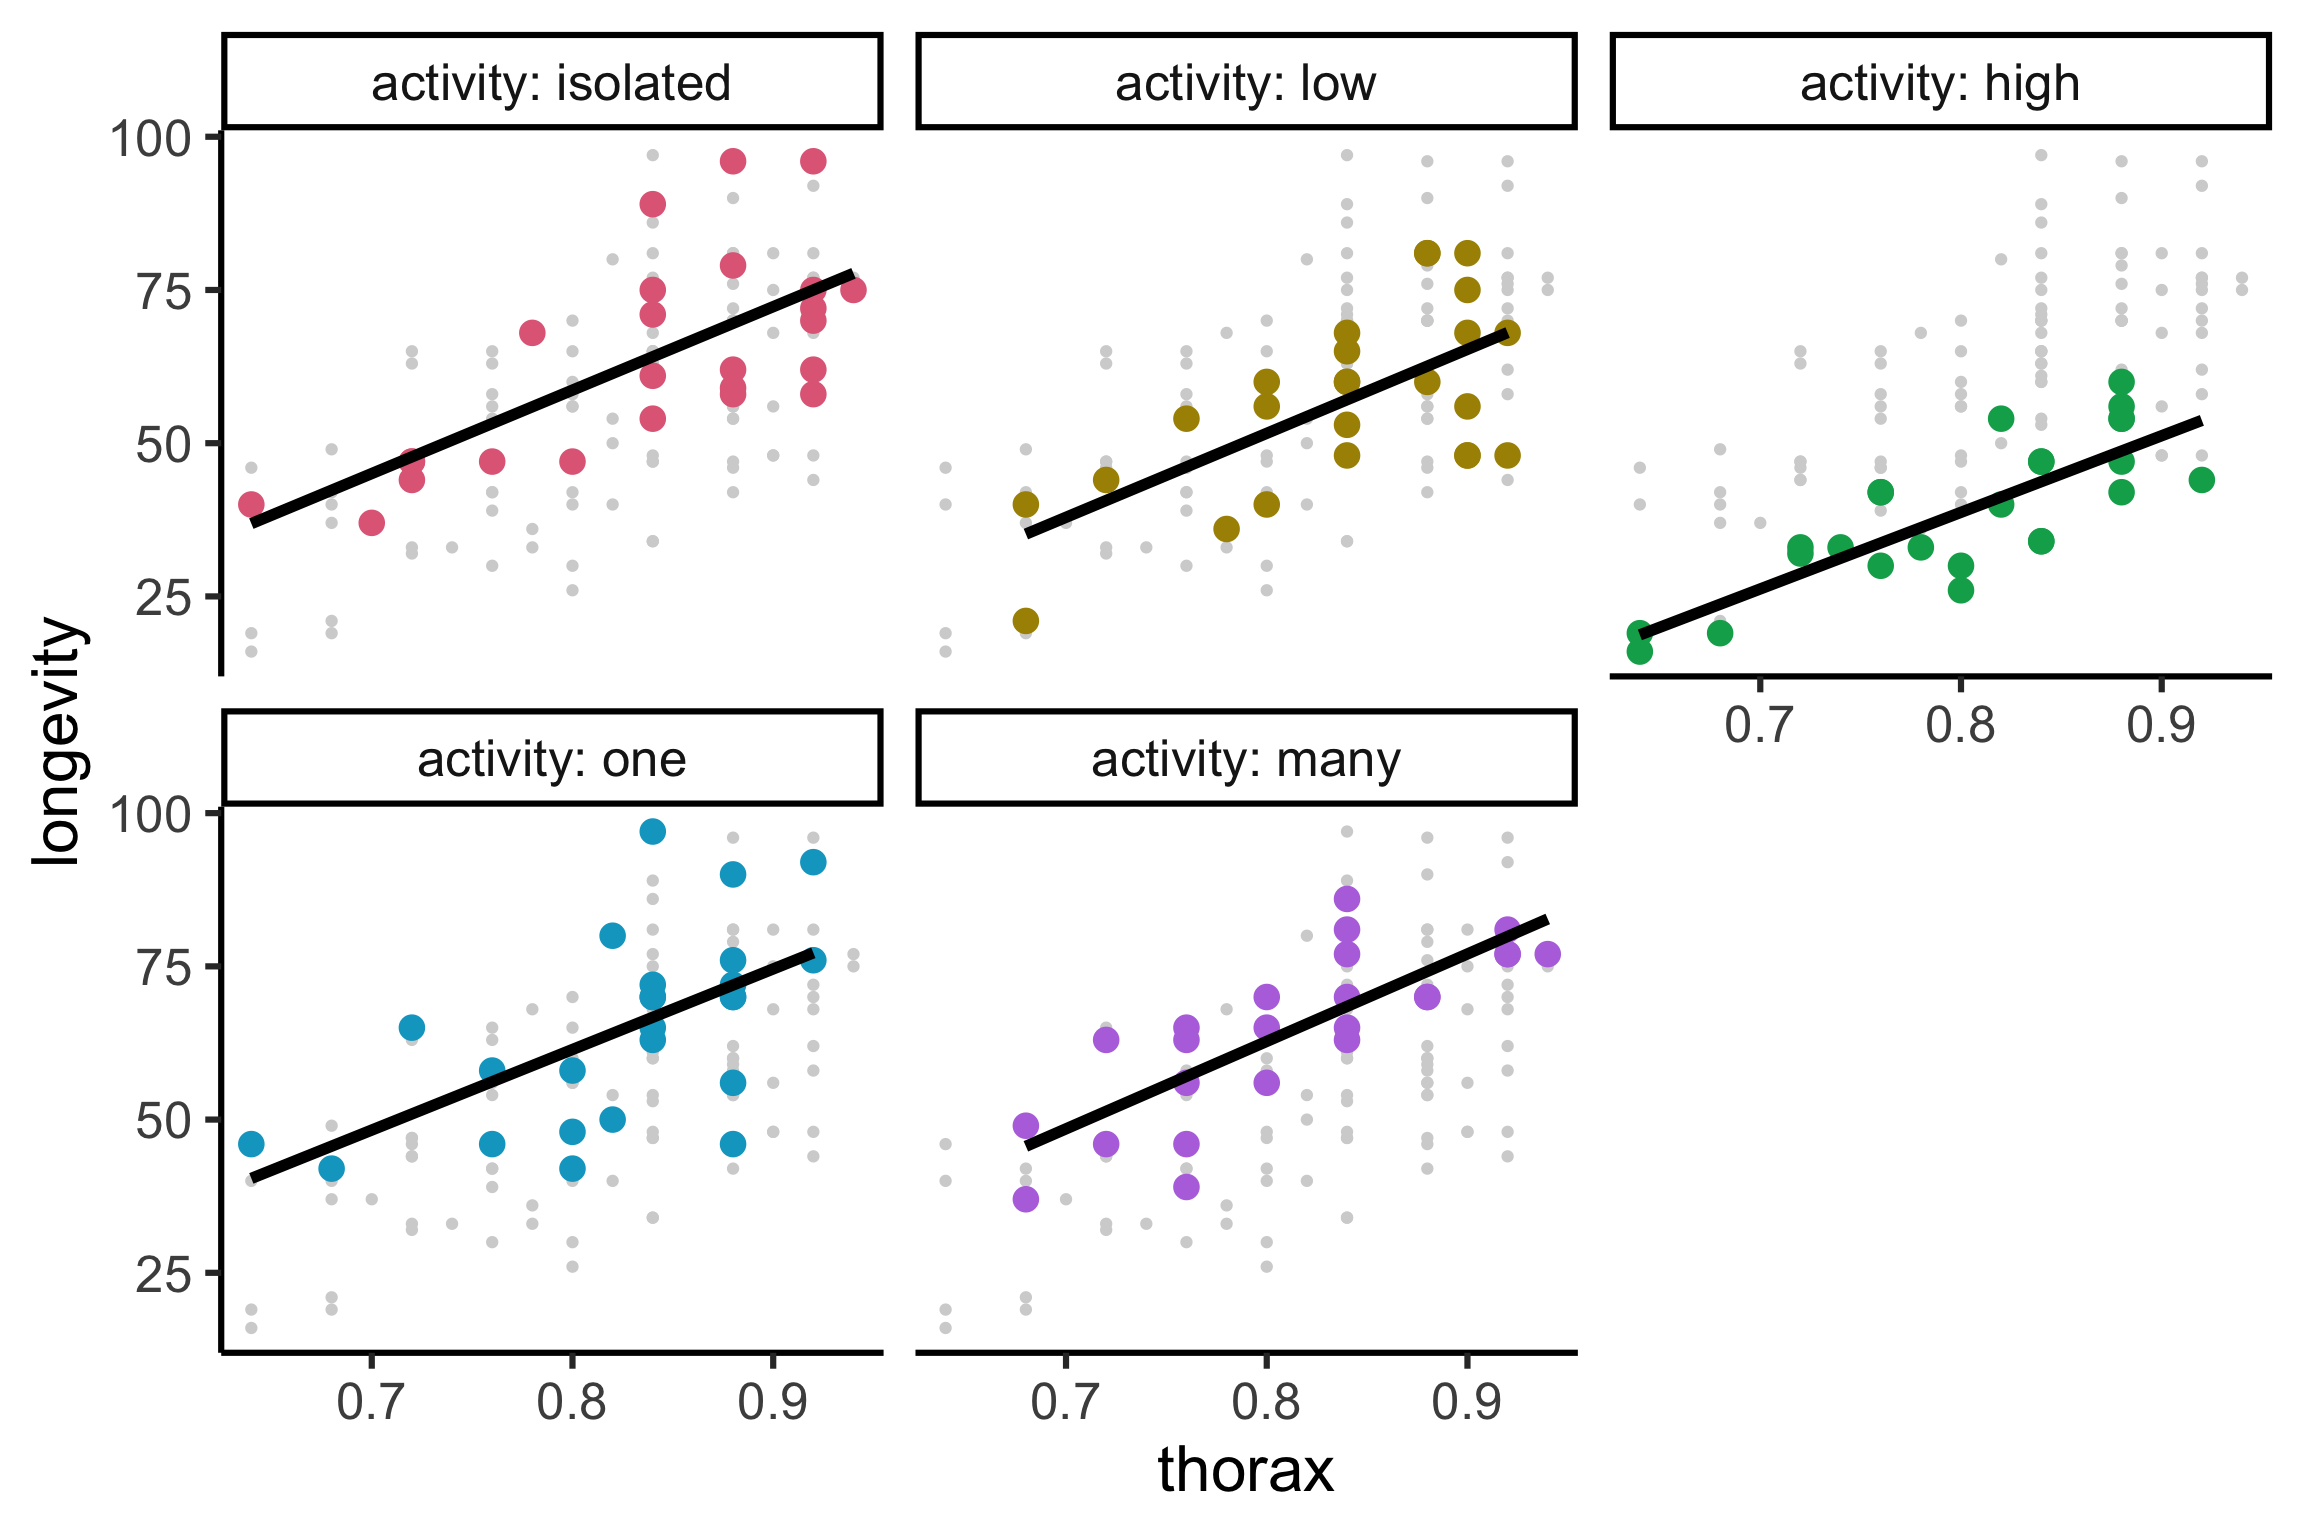 activity: isolated
activity: low
activity: high
100
75
50
25
0.7 0.8 0.9
activity: one
activity: many
100
75
50
25
0.7 0.8 0.9
0.7 0.8 0.9
longevity
thorax